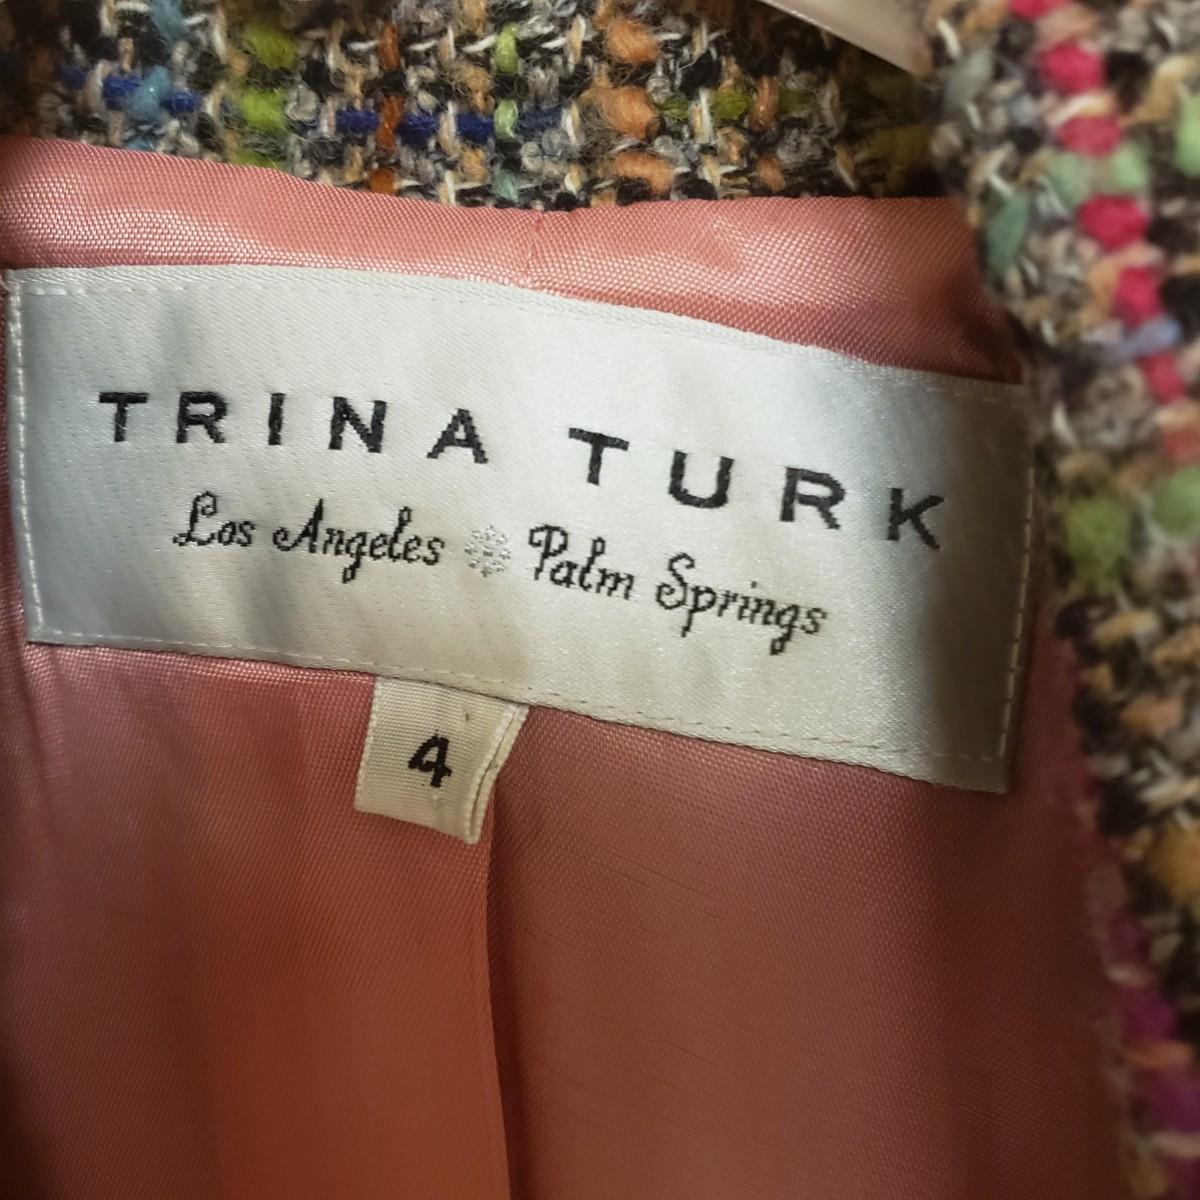 TRINA TURK
Los Angeles Palm Springs
4